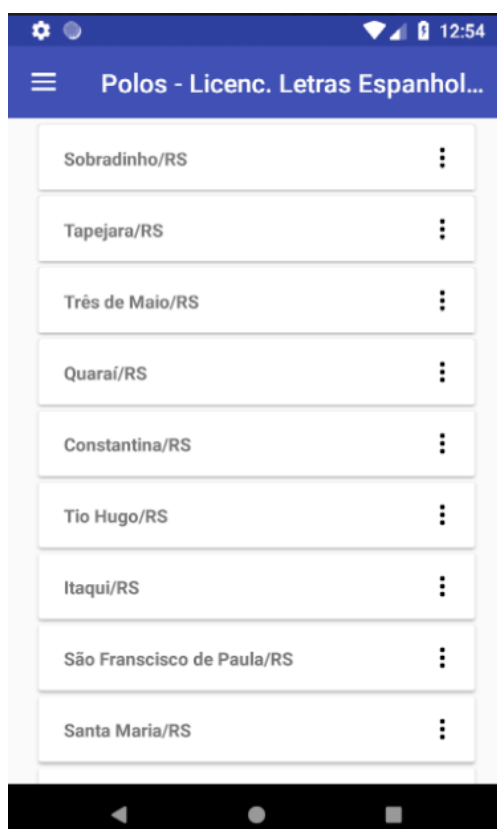 12:54
Polos - Licenc. Letras Espanhol...
Sobradinho/RS
Tapejara/RS
Três de Maio/RS
Quaraí/RS
Constantina/RS
Tio Hugo/RS
Itaqui/RS
São Franscisco de Paula/RS
Santa Maria/RS